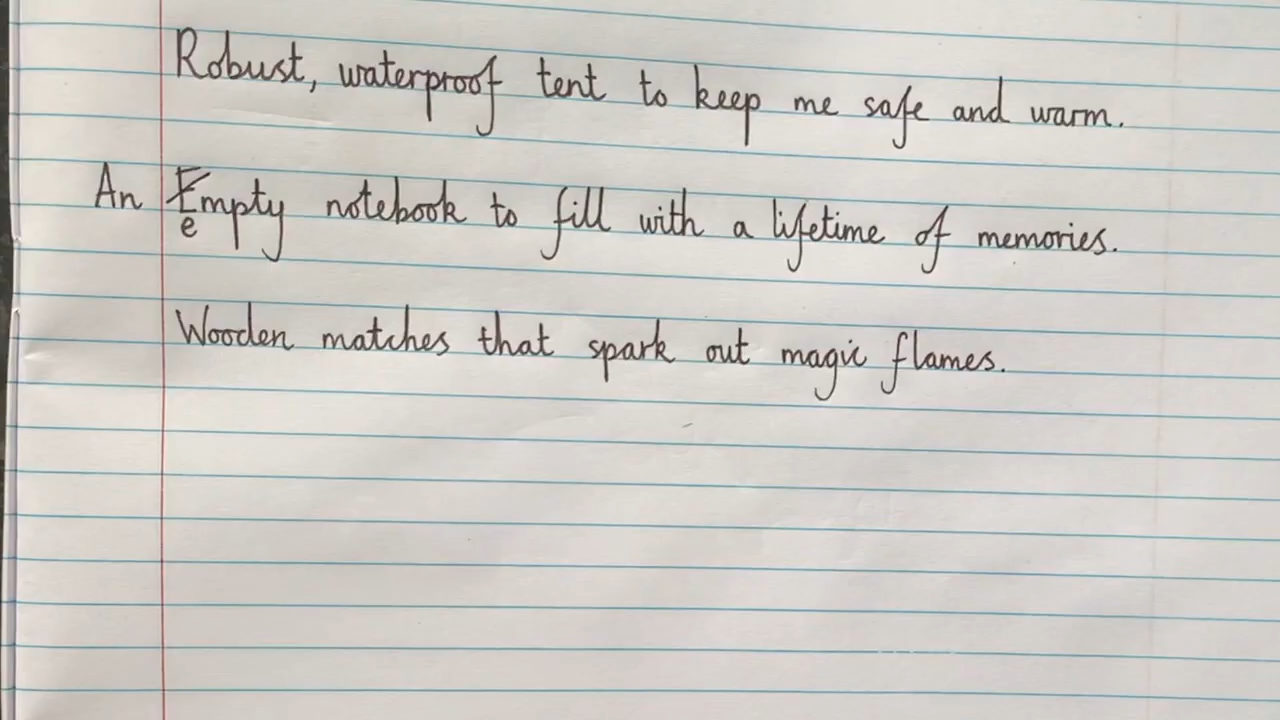 Robust, waterproof tent to keep me safe and warm.
An empty notebook to fill with a lifetime of memories.
Wooden matches that spark out magic flames.